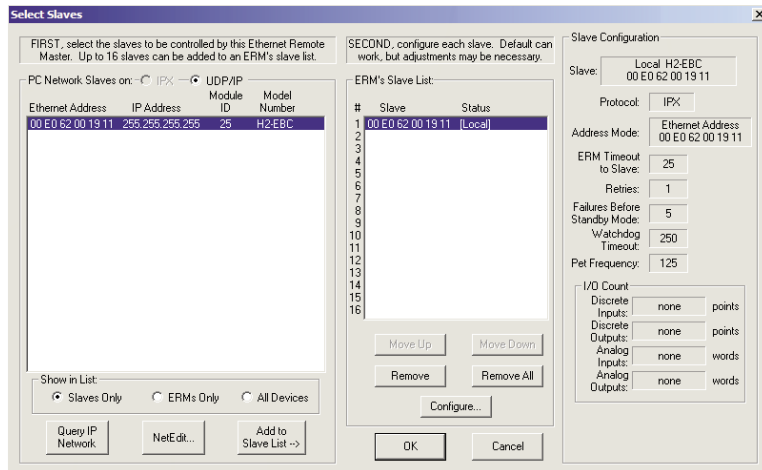 Select Slaves
FIRST, select the slaves to be controlled by this Ethernet Remote
Master. Up to 16 slaves can be added to an ERM's slave list.
PC Network Slaves on: IPX UDP/IP
Ethernet Address IP Address Module ID Model Number
00 E0 62 00 19 11 255.255.255.255 25 H2-EBC
Show in List:
Slaves Only ERMs Only All Devices
Query IP Network
NetEdit...
Add to Slave List -->
SECOND, configure each slave. Default can
work, but adjustments may be necessary.
ERM's Slave List:
# Slave Status
1 00 E0 62 00 19 11 [Local]
2
3
4
5
6
7
8
9
10
11
12
13
14
15
16
Move Up Move Down
Remove Remove All
Configure...
OK Cancel
Slave Configuration
Slave: Local H2-EBC
00 E0 62 00 19 11
Protocol: IPX
Address Mode: Ethernet Address
00 E0 62 00 19 11
ERM Timeout
to Slave: 25
Retries: 1
Failures Before
Standby Mode: 5
Watchdog
Timeout: 250
Pet Frequency: 125
I/O Count
Discrete
Inputs: none points
Discrete
Outputs: none points
Analog
Inputs: none words
Analog
Outputs: none words